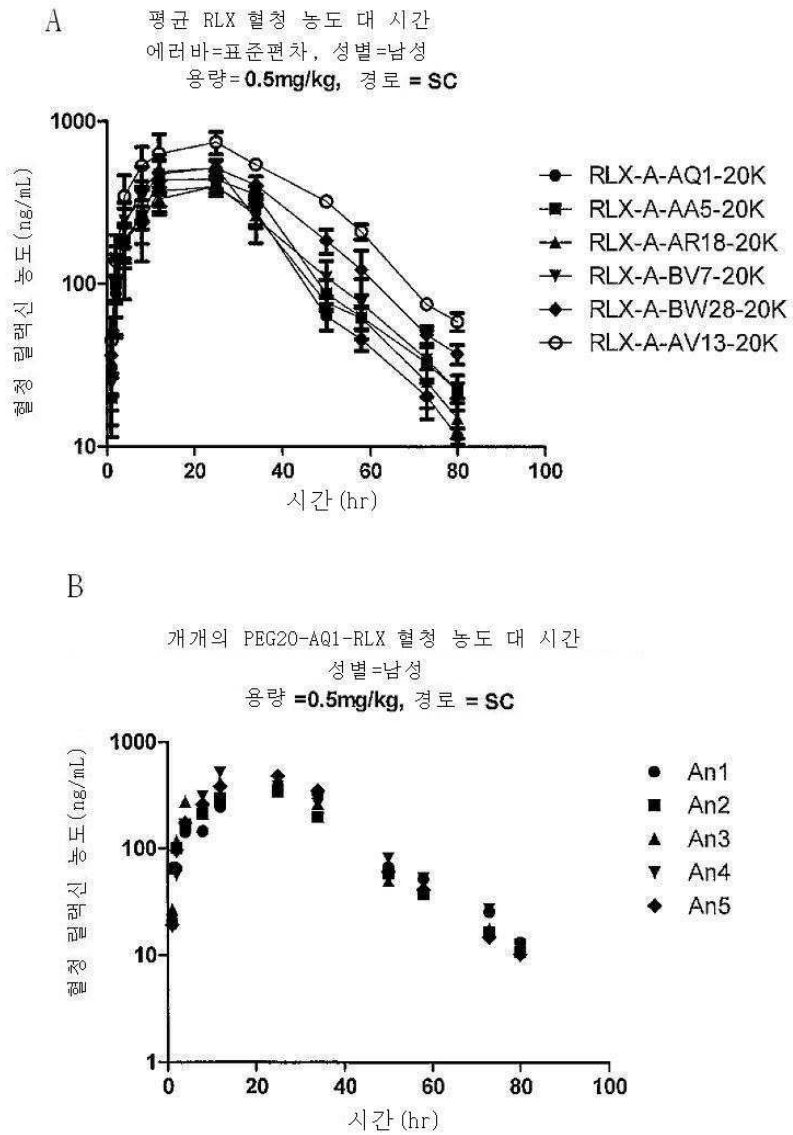 A
평균 RLX 혈청 농도 대 시간
에러바=표준편차, 성별=남성
용량=0.5mg/kg, 경로 = SC
혈청 릴랙신 농도(ng/mL)
1000
100
10
0 20 40 60 80 100
시간(hr)
RLX-A-AQ1-20K
RLX-A-AA5-20K
RLX-A-AR18-20K
RLX-A-BV7-20K
RLX-A-BW28-20K
RLX-A-AV13-20K
B
개개의 PEG20-AQ1-RLX 혈청 농도 대 시간
성별=남성
용량 =0.5mg/kg, 경로 = SC
혈청 릴랙신 농도(ng/mL)
1000
100
10
1
0 20 40 60 80 100
시간(hr)
An1
An2
An3
An4
An5